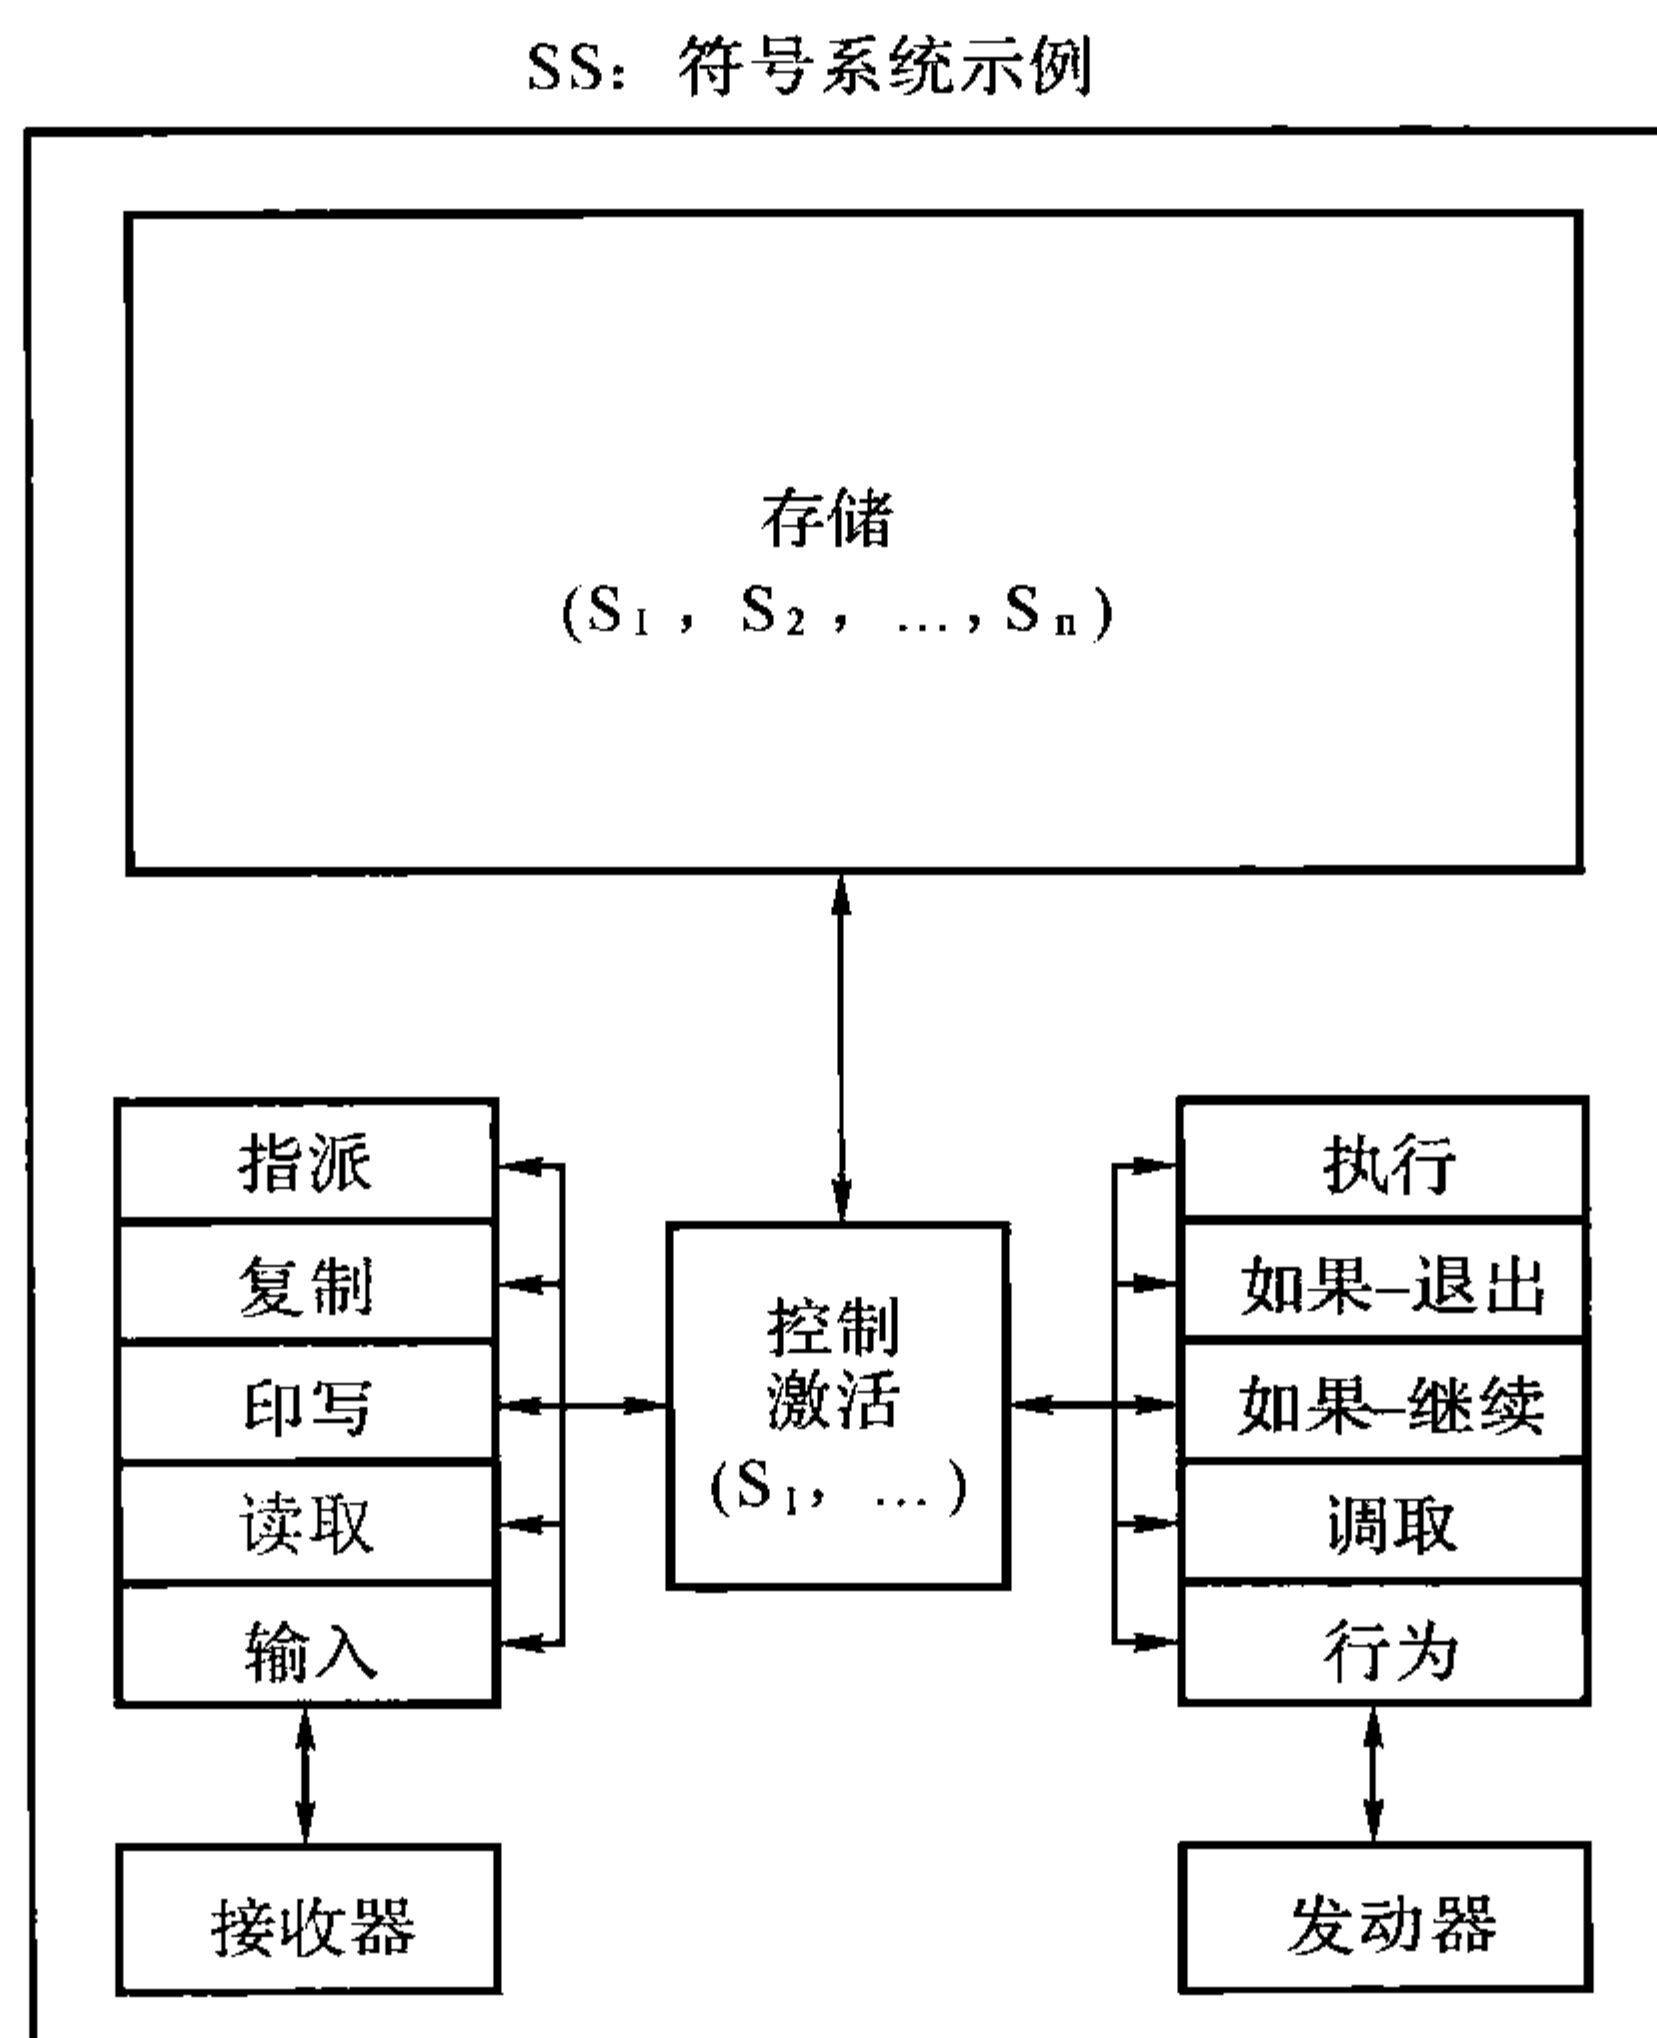 SS：符号系统示例
存储
(S₁，S₂，…，Sₙ)
指派
复制
印写
读取
输入
控制
激活
(S₁，…)
执行
如果-退出
如果-继续
调取
行为
接收器
发动器